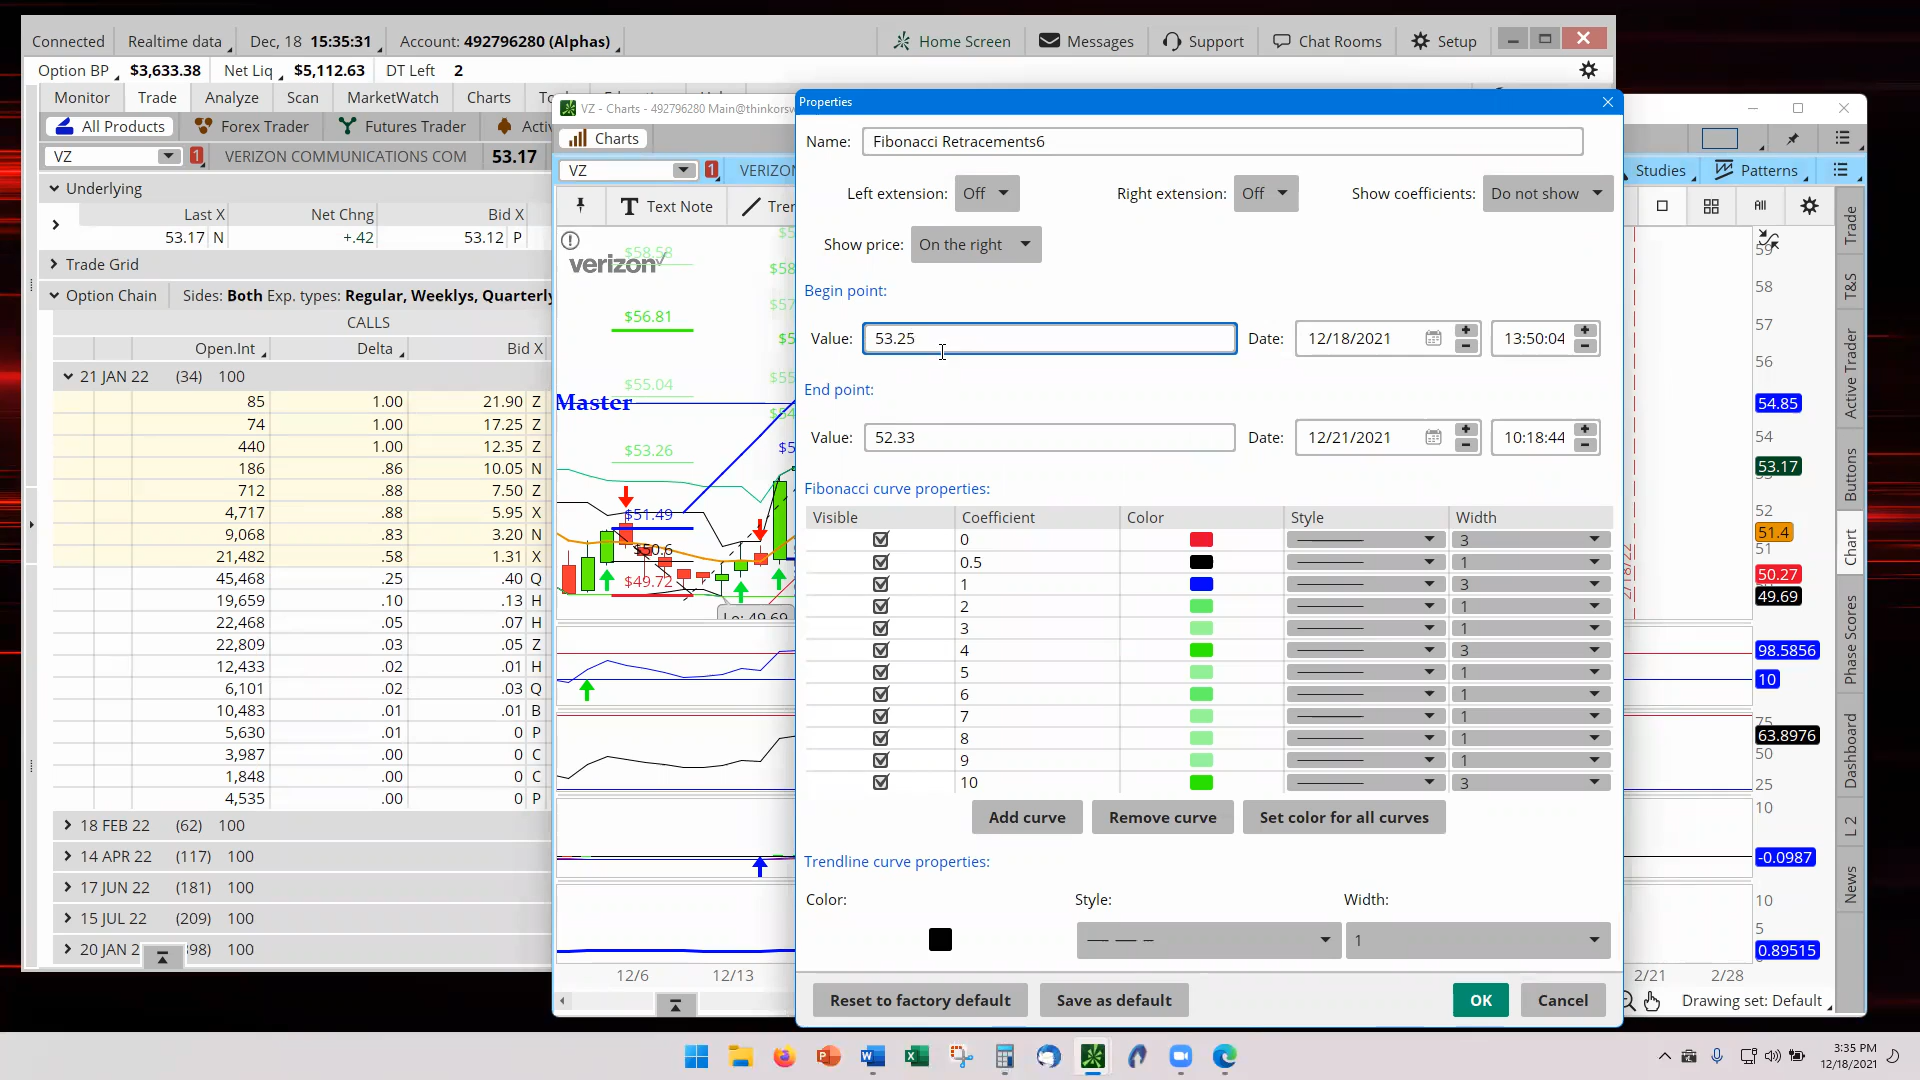 Connected
Realtime data
Dec, 18 15:35:31
Account: 492796280 (Alphas)
Home Screen
Messages
Support
Chat Rooms
Setup
Option BP $3,633.38
Net Liq $5,112.63
DT Left 2
Monitor
Trade
Analyze
Scan
MarketWatch
Charts
All Products
Forex Trader
Futures Trader
VZ
1
VERIZON COMMUNICATIONS COM
53.17
Underlying
Last X Net Chng Bid X
53.17 N +.42 53.12 P
Trade Grid
Option Chain Sides: Both Exp. types: Regular, Weeklys, Quarterly
CALLS
Open.Int Delta Bid X
21 JAN 22 (34) 100
85 1.00 21.90 Z
74 1.00 17.25 Z
440 1.00 12.35 Z
186 .86 10.05 N
712 .88 7.50 Z
4,717 .88 5.95 X
9,068 .83 3.20 N
21,482 .58 1.31 X
45,468 .25 .40 Q
19,659 .10 .13 H
22,468 .05 .07 H
22,809 .03 .05 Z
12,433 .02 .01 H
6,101 .02 .03 Q
10,483 .01 .01 B
5,630 .01 0 P
3,987 .00 0 C
1,848 .00 0 C
4,535 .00 0 P
18 FEB 22 (62) 100
14 APR 22 (117) 100
17 JUN 22 (181) 100
15 JUL 22 (209) 100
20 JAN 2 398) 100
VZ - Charts - 492796280 Main@thinkors
Charts
VZ
1
VERIZO
Text Note
verizon
$58.58
$56.81
$55.04
Master
$53.26
$51.49
$50.6
$49.72
Lo: 49.69
12/6 12/13
Properties
Name: Fibonacci Retracements6
Left extension: Off Right extension: Off Show coefficients: Do not show
Show price: On the right
Begin point:
Value: 53.25 Date: 12/18/2021 13:50:04
End point:
Value: 52.33 Date: 12/21/2021 10:18:44
Fibonacci curve properties:
Visible Coefficient Color Style Width
0 3
0.5 1
1 3
2 1
3 1
4 3
5 1
6 1
7 1
8 1
9 1
10 3
Add curve
Remove curve
Set color for all curves
Trendline curve properties:
Color: Style: Width:
1
Reset to factory default
Save as default
OK
Cancel
Studies
Patterns
All
59
58
57
56
54.85
54
53.17
52
51.4
51
50.27
49.69
98.5856
10
75
63.8976
50
25
10
-0.0987
10
5
0.89515
2/21 2/28
Drawing set: Default
Trade
T&S
Active Trader
Buttons
Chart
Phase Scores
Dashboard
L 2
News
3:35 PM
12/18/2021